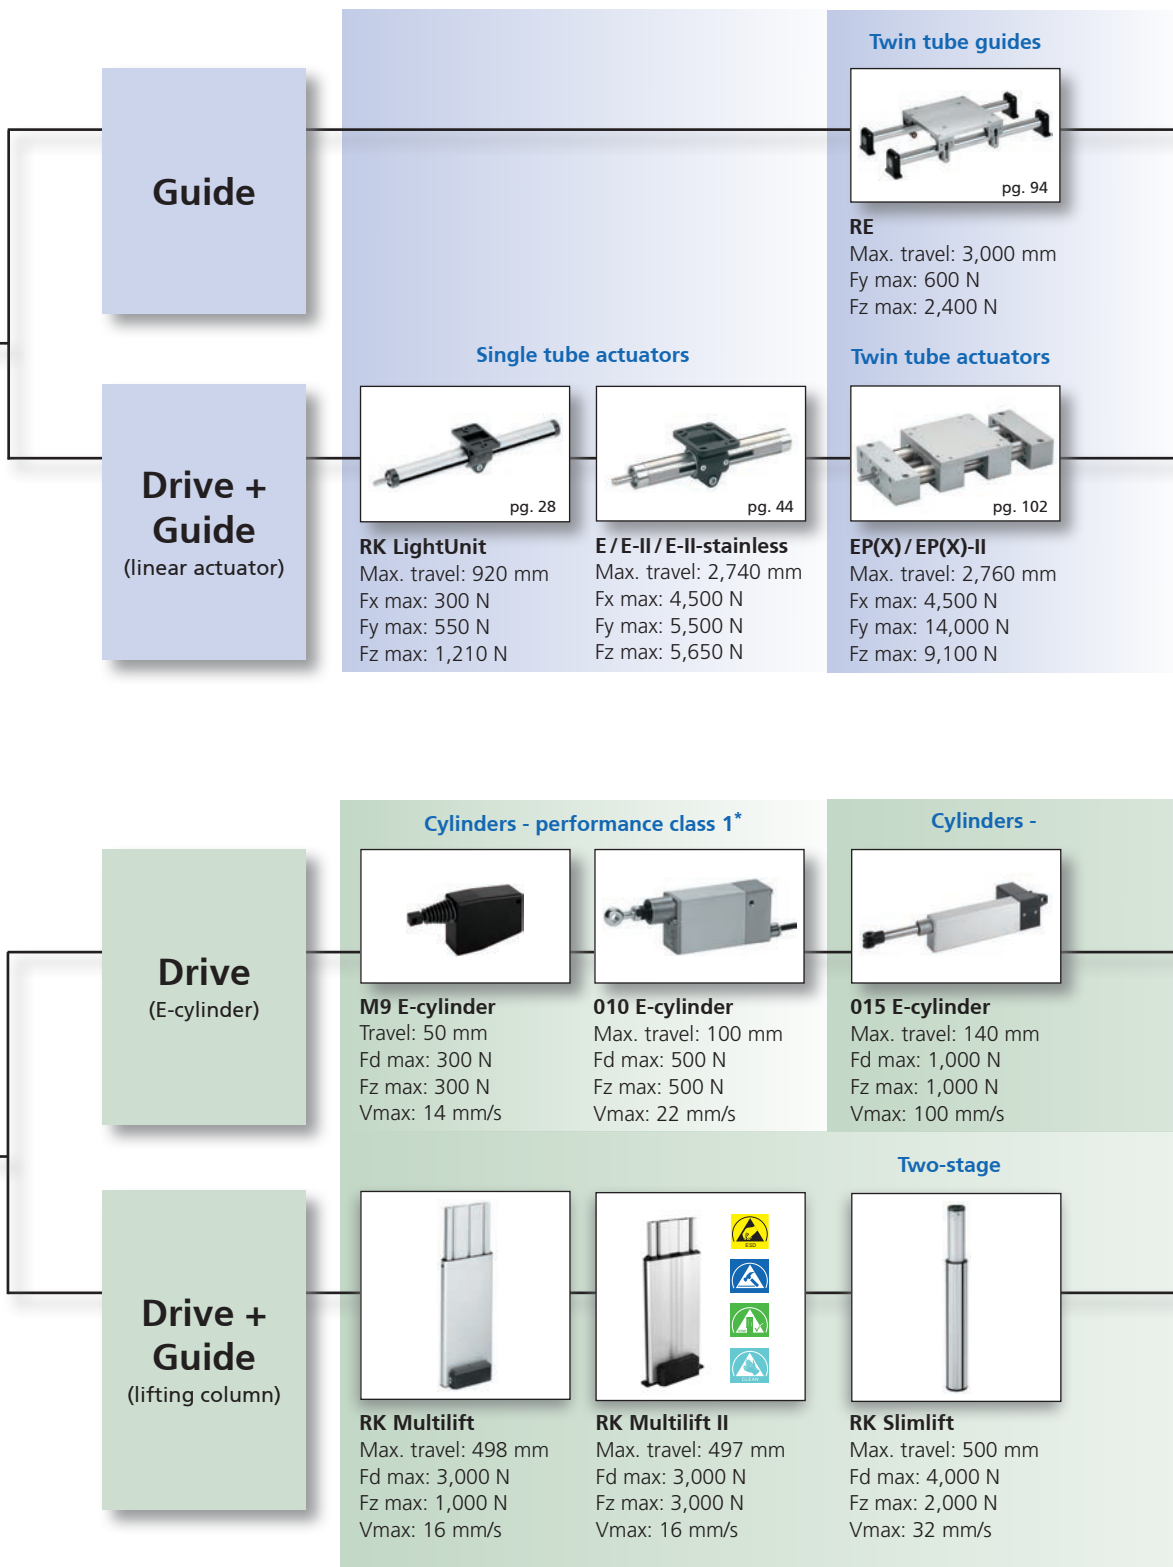 Twin tube guides
Guide
pg. 94
RE
Max. travel: 3,000 mm
Fy max: 600 N
Fz max: 2,400 N
Single tube actuators
Twin tube actuators
Drive +
Guide
(linear actuator)
pg. 28
pg. 44
pg. 102
RK LightUnit
Max. travel: 920 mm
Fx max: 300 N
Fy max: 550 N
Fz max: 1,210 N
E / E-II / E-II-stainless
Max. travel: 2,740 mm
Fx max: 4,500 N
Fy max: 5,500 N
Fz max: 5,650 N
EP(X) / EP(X)-II
Max. travel: 2,760 mm
Fx max: 4,500 N
Fy max: 14,000 N
Fz max: 9,100 N
Cylinders - performance class 1*
Cylinders -
Drive
(E-cylinder)
M9 E-cylinder
Travel: 50 mm
Fd max: 300 N
Fz max: 300 N
Vmax: 14 mm/s
010 E-cylinder
Max. travel: 100 mm
Fd max: 500 N
Fz max: 500 N
Vmax: 22 mm/s
015 E-cylinder
Max. travel: 140 mm
Fd max: 1,000 N
Fz max: 1,000 N
Vmax: 100 mm/s
Two-stage
Drive +
Guide
(lifting column)
ESD
CLEAN
RK Multilift
Max. travel: 498 mm
Fd max: 3,000 N
Fz max: 1,000 N
Vmax: 16 mm/s
RK Multilift II
Max. travel: 497 mm
Fd max: 3,000 N
Fz max: 3,000 N
Vmax: 16 mm/s
RK Slimlift
Max. travel: 500 mm
Fd max: 4,000 N
Fz max: 2,000 N
Vmax: 32 mm/s